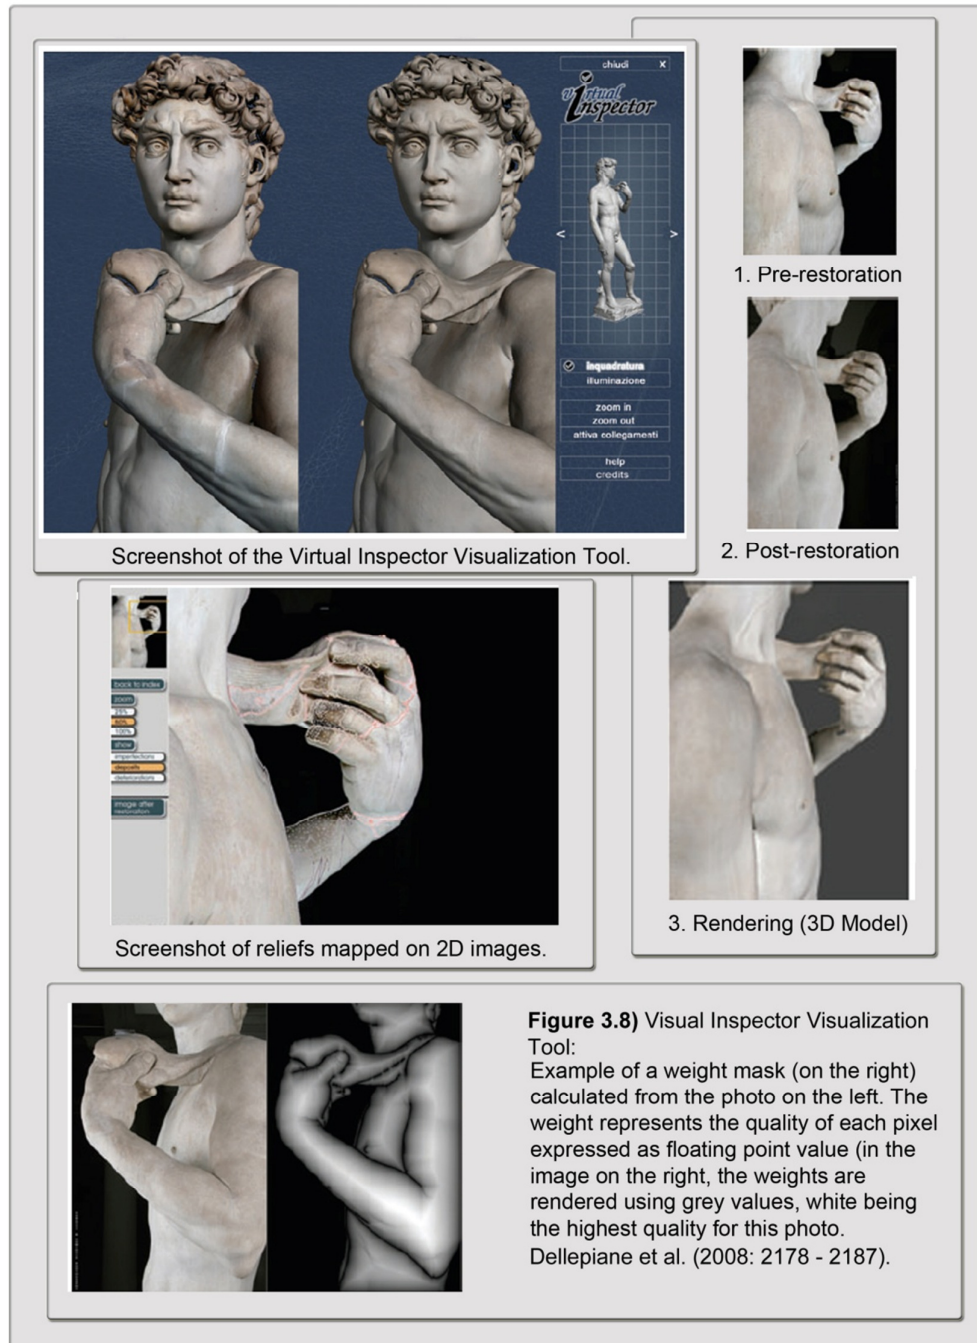 chiudi X
virtual
inspector
< >
inquadratura
illuminazione
zoom in
zoom out
attiva collegamenti
help
credits
Screenshot of the Virtual Inspector Visualization Tool.
1. Pre-restoration
2. Post-restoration
3. Rendering (3D Model)
back to index
zoom
25%
50%
100%
show
imperfections
deposits
deteriorations
image after
restoration
Screenshot of reliefs mapped on 2D images.
Figure 3.8) Visual Inspector Visualization
Tool:
Example of a weight mask (on the right)
calculated from the photo on the left. The
weight represents the quality of each pixel
expressed as floating point value (in the
image on the right, the weights are
rendered using grey values, white being
the highest quality for this photo.
Dellepiane et al. (2008: 2178 - 2187).